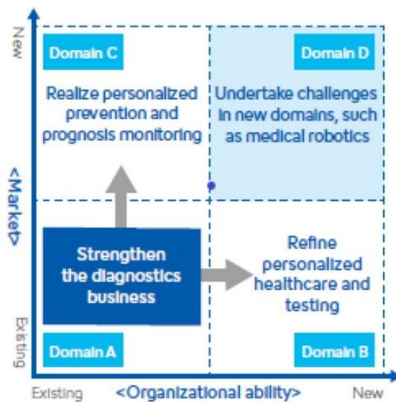 New
Domain C
Domain D
Realize personalized
prevention and
prognosis monitoring
Undertake challenges
in new domains, such
as medical robotics
<Market>
Strengthen
the diagnostics
business
Refine
personalized
healthcare and
testing
Existing
Domain A
Domain B
Existing
<Organizational ability>
New